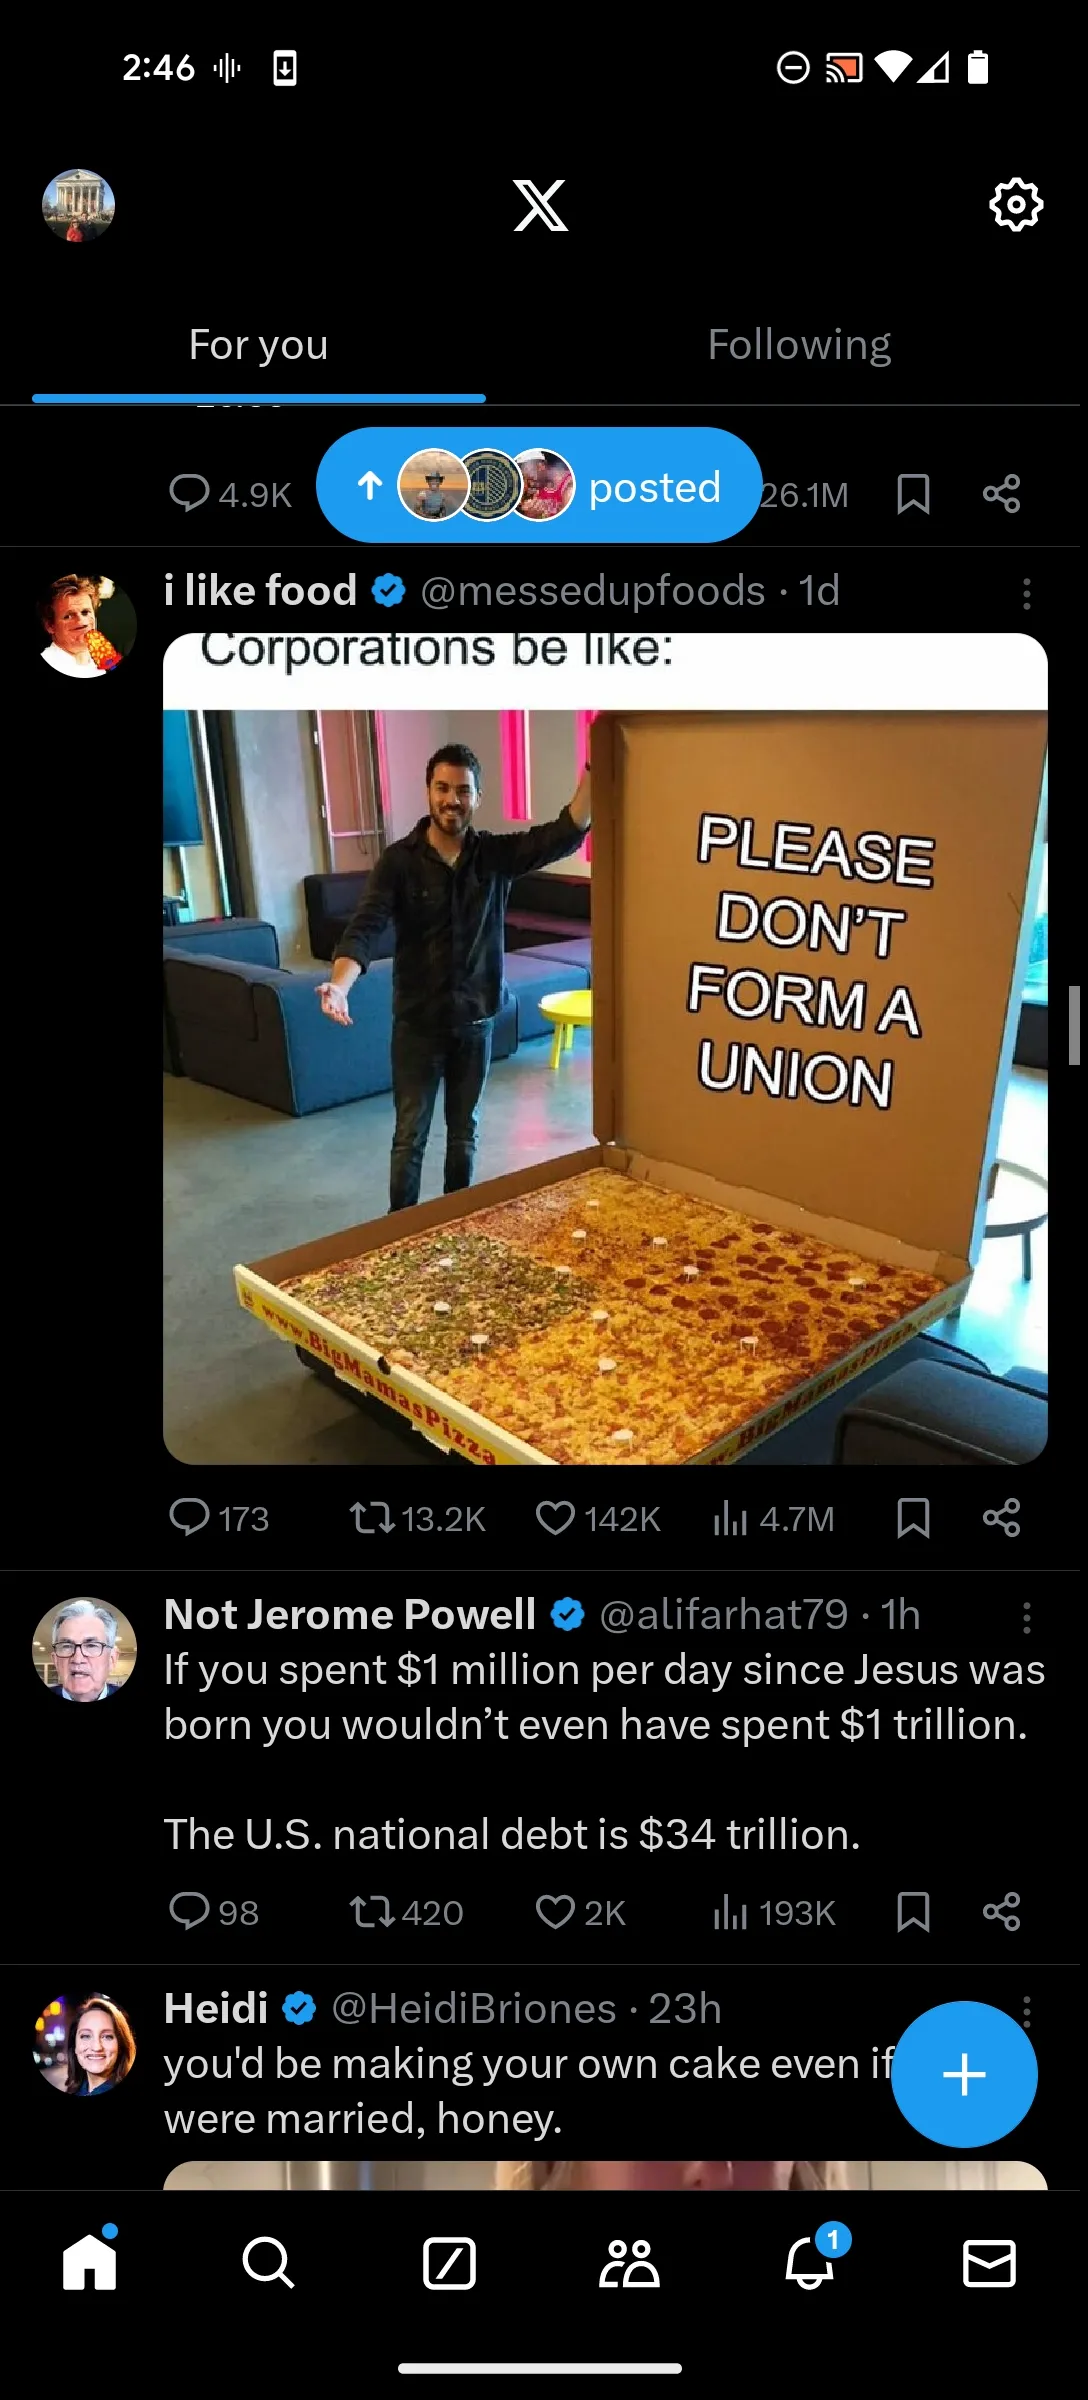 2:46
For you
Following
4.9K
posted
26.1M
i like food @messedupfoods · 1d
Corporations be like:
PLEASE
DON'T
FORM A
UNION
www.BigMamasPizza
173 13.2K 142K 4.7M
Not Jerome Powell @alifarhat79 · 1h
If you spent $1 million per day since Jesus was
born you wouldn’t even have spent $1 trillion.
The U.S. national debt is $34 trillion.
98 420 2K 193K
Heidi @HeidiBriones · 23h
you'd be making your own cake even if
were married, honey.
1